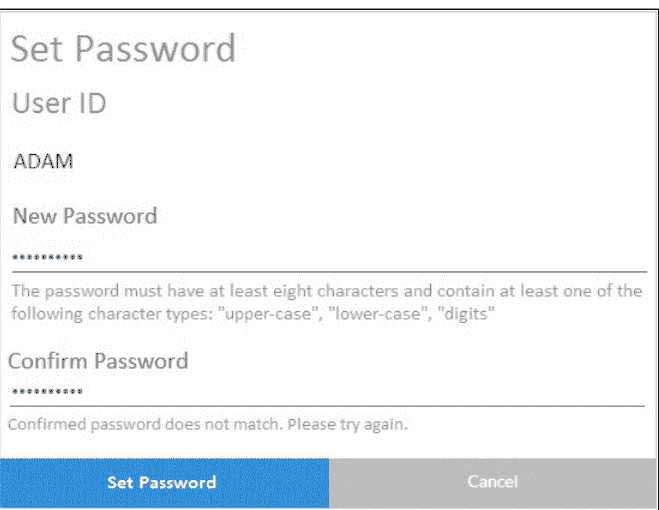 Set Password
User ID
ADAM
New Password
**********
The password must have at least eight characters and contain at least one of the
following character types: "upper-case", "lower-case", "digits"
Confirm Password
**********
Confirmed password does not match. Please try again.
Set Password Cancel